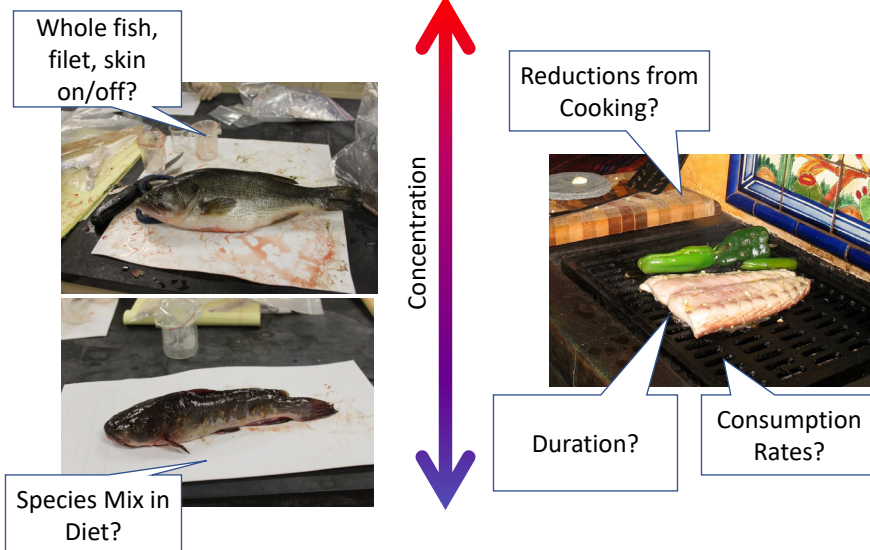 Whole fish,
filet, skin
on/off?
Species Mix in
Diet?
Concentration
Reductions from
Cooking?
Duration?
Consumption
Rates?